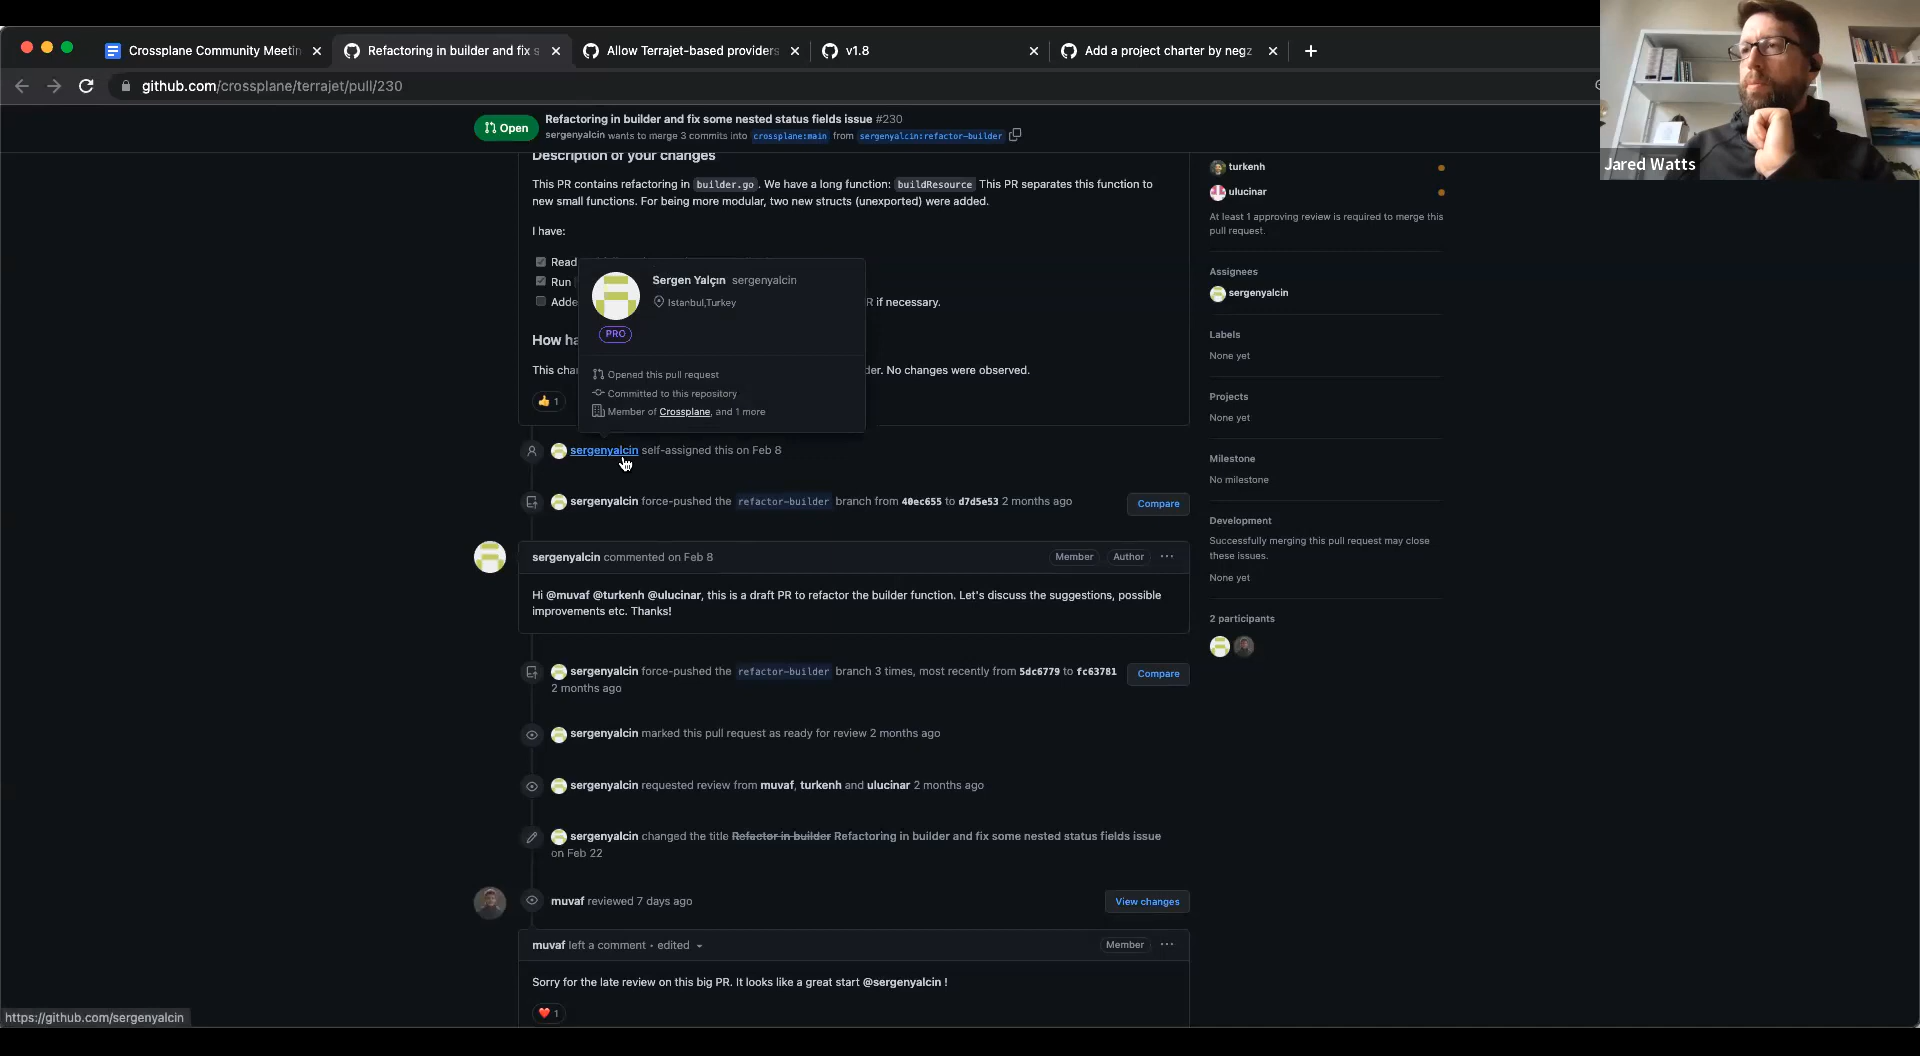 Crossplane Community Meetin
Refactoring in builder and fix s
Allow Terrajet-based providers
v1.8
Add a project charter by negz
github.com/crossplane/terrajet/pull/230
Jared Watts
Open
Refactoring in builder and fix some nested status fields issue #230
sergenyalcin wants to merge 3 commits into crossplane:main from sergenyalcin:refactor-builder
Description of your changes
This PR contains refactoring in builder.go. We have a long function: buildResource This PR separates this function to
new small functions. For being more modular, two new structs (unexported) were added.
I have:
Read
Run
Adde
R if necessary.
How ha
This char
der. No changes were observed.
👍 1
Sergen Yalçın sergenyalcin
Istanbul,Turkey
PRO
Opened this pull request
Committed to this repository
Member of Crossplane, and 1 more
sergenyalcin self-assigned this on Feb 8
sergenyalcin force-pushed the refactor-builder branch from 40ec655 to d7d5e53 2 months ago
Compare
sergenyalcin commented on Feb 8
Member
Author
Hi @muvaf @turkenh @ulucinar, this is a draft PR to refactor the builder function. Let's discuss the suggestions, possible
improvements etc. Thanks!
sergenyalcin force-pushed the refactor-builder branch 3 times, most recently from 5dc6779 to fc63781
2 months ago
Compare
sergenyalcin marked this pull request as ready for review 2 months ago
sergenyalcin requested review from muvaf, turkenh and ulucinar 2 months ago
sergenyalcin changed the title Refactor in builder Refactoring in builder and fix some nested status fields issue
on Feb 22
muvaf reviewed 7 days ago
View changes
muvaf left a comment • edited
Member
Sorry for the late review on this big PR. It looks like a great start @sergenyalcin !
❤️ 1
turkenh
ulucinar
At least 1 approving review is required to merge this
pull request.
Assignees
sergenyalcin
Labels
None yet
Projects
None yet
Milestone
No milestone
Development
Successfully merging this pull request may close
these issues.
None yet
2 participants
https://github.com/sergenyalcin